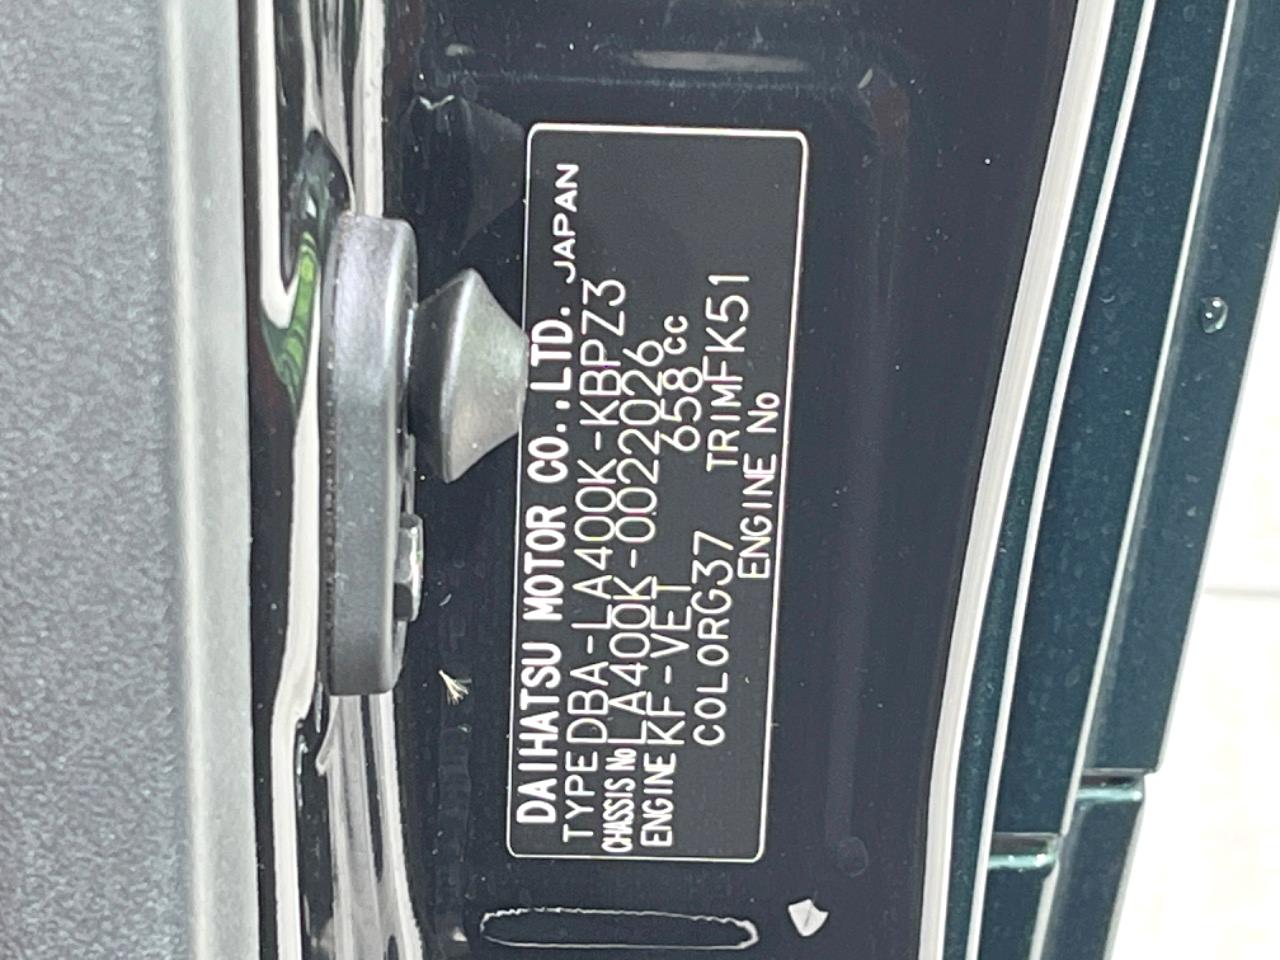 DAIHATSU MOTOR CO.,LTD. JAPAN
TYPE DBA-LA400K-KBPZ3
CHASSIS No LA400K-0022026
ENGINE KF-VET 658cc
COLOR G37 TRIM FK51
ENGINE No